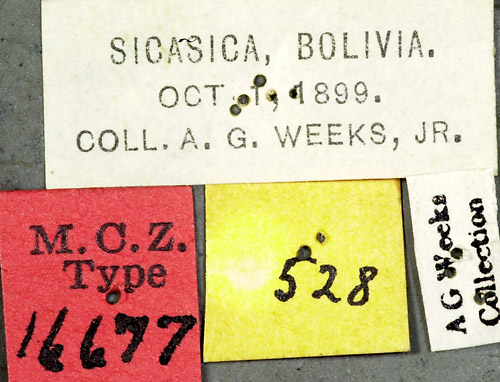 SICASICA, BOLIVIA.
OCT. 1, 1899.
COLL. A. G. WEEKS, JR.
M.C.Z.
Type
16677
528
A G Weeks
Collection